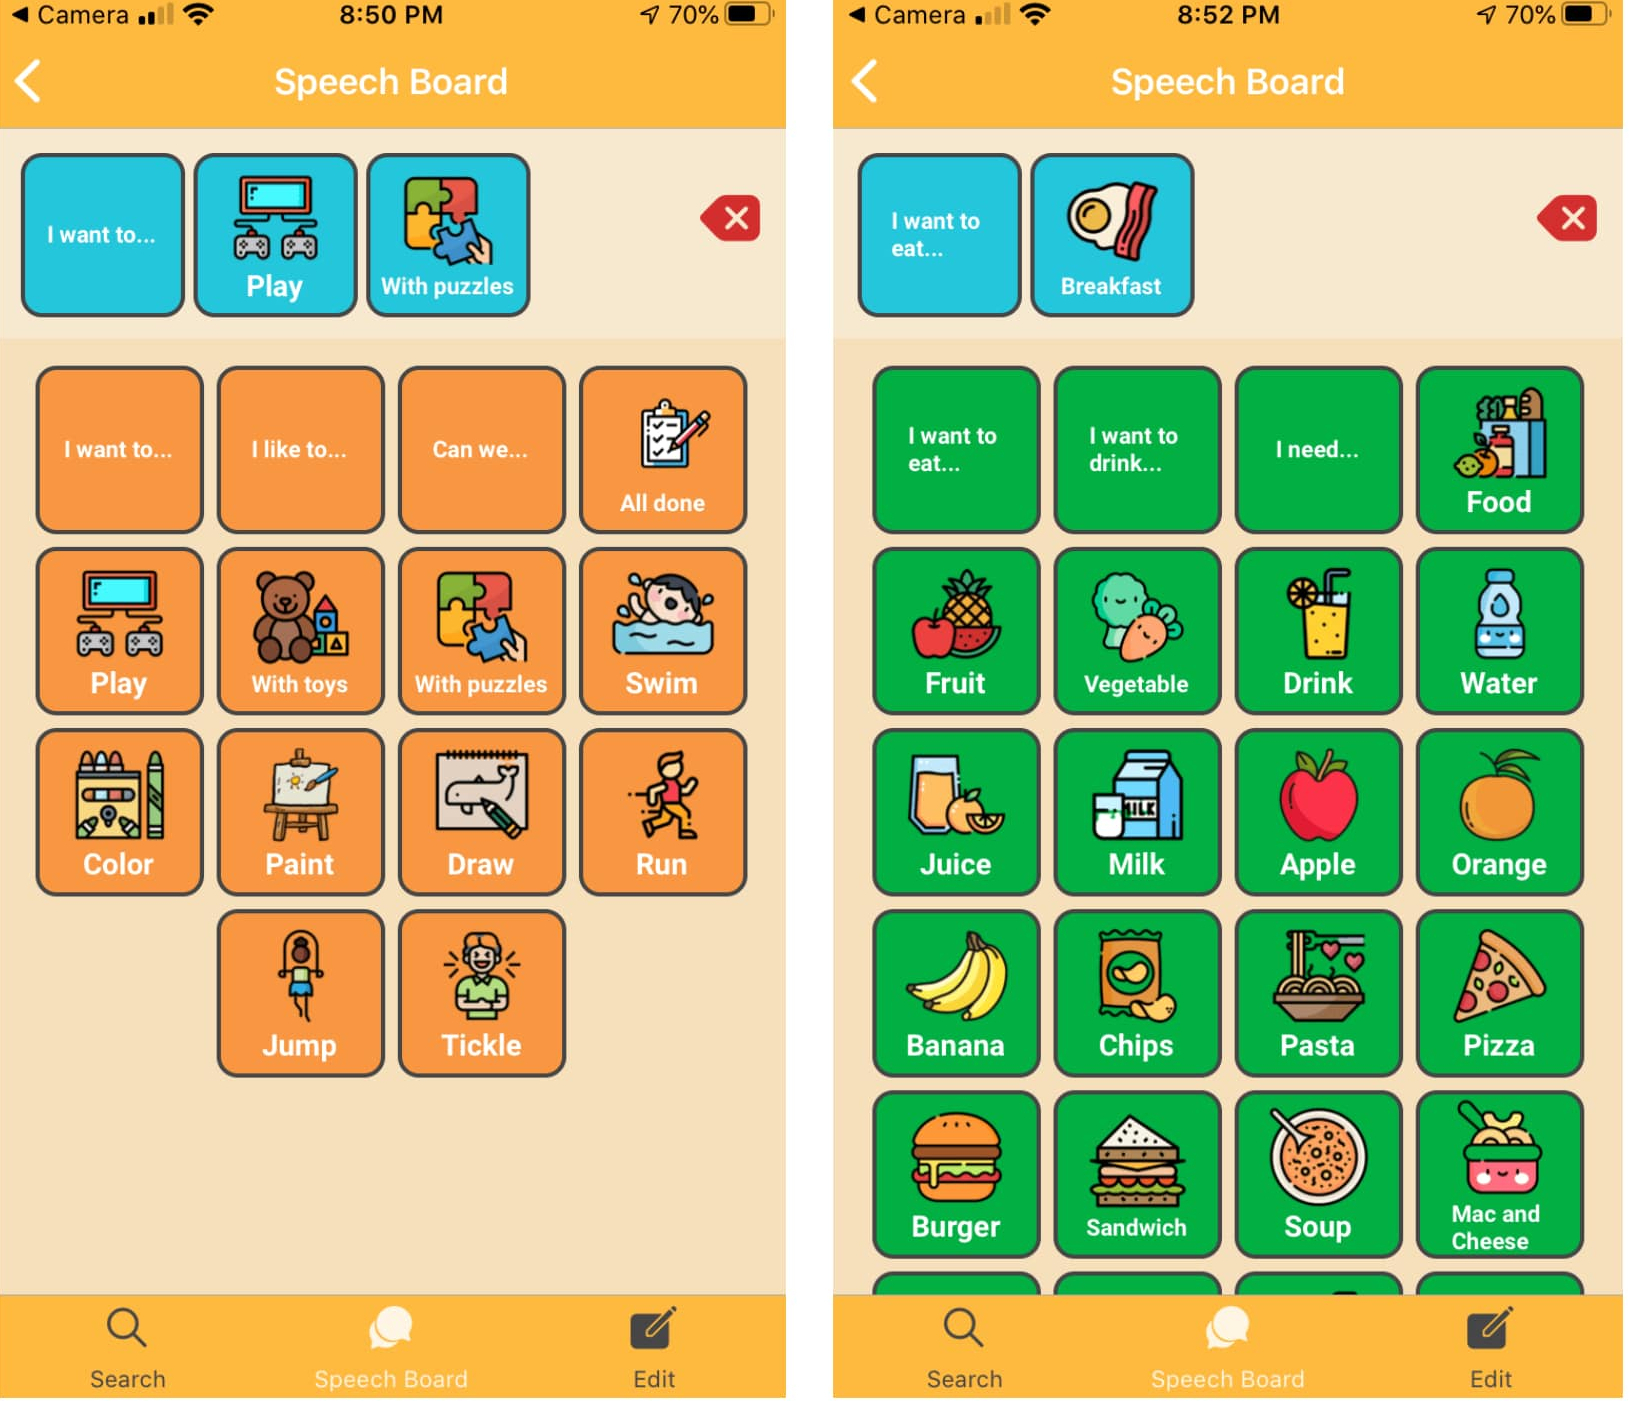 Camera
8:50 PM
70%
Speech Board
I want to...
Play
With puzzles
I want to...
I like to...
Can we...
All done
Play
With toys
With puzzles
Swim
Color
Paint
Draw
Run
Jump
Tickle
Search
Speech Board
Edit
Camera
8:52 PM
70%
Speech Board
I want to
eat...
Breakfast
I want to
eat...
I want to
drink...
I need...
Food
Fruit
Vegetable
Drink
Water
Juice
MILK
Milk
Apple
Orange
Banana
Chips
Pasta
Pizza
Burger
Sandwich
Soup
Mac and
Cheese
Search
Speech Board
Edit